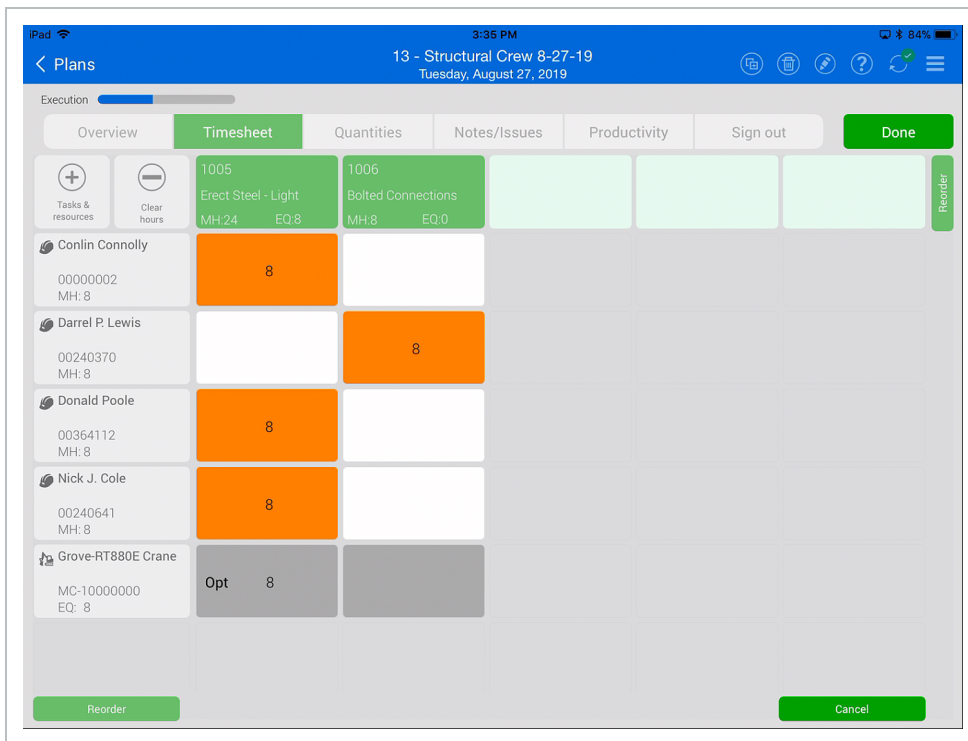 iPad 3:35 PM 84%
Plans
13 - Structural Crew 8-27-19
Tuesday, August 27, 2019
Execution
Overview Timesheet Quantities Notes/Issues Productivity Sign out Done
Tasks &
resources
Clear
hours
1005
Erect Steel - Light
MH:24 EQ:8
1006
Bolted Connections
MH:8 EQ:0
Reorder
Conlin Connolly
00000002
MH: 8
8
Darrel P. Lewis
00240370
MH: 8
8
Donald Poole
00364112
MH: 8
8
Nick J. Cole
00240641
MH: 8
8
Grove-RT880E Crane
MC-10000000
EQ: 8
Opt 8
Reorder
Cancel